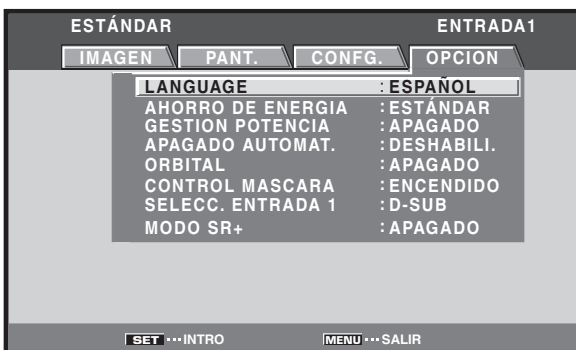 ESTÁNDAR ENTRADA1
IMAGEN PANT. CONFG. OPCION
LANGUAGE : ESPAÑOL
AHORRO DE ENERGIA : ESTÁNDAR
GESTION POTENCIA : APAGADO
APAGADO AUTOMAT. : DESHABILI.
ORBITAL : APAGADO
CONTROL MASCARA : ENCENDIDO
SELECC. ENTRADA 1 : D-SUB
MODO SR+ : APAGADO
SET ··· INTRO MENU ··· SALIR